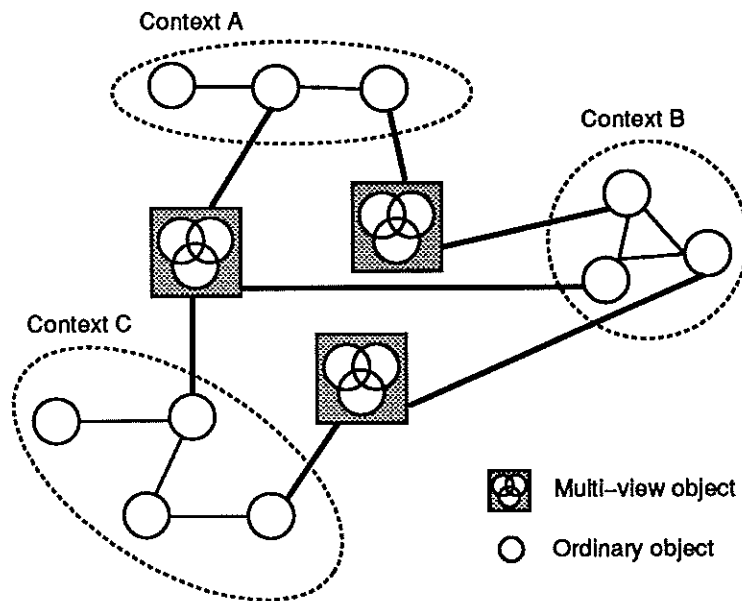 Context A
Context B
Context C
Multi-view object
Ordinary object